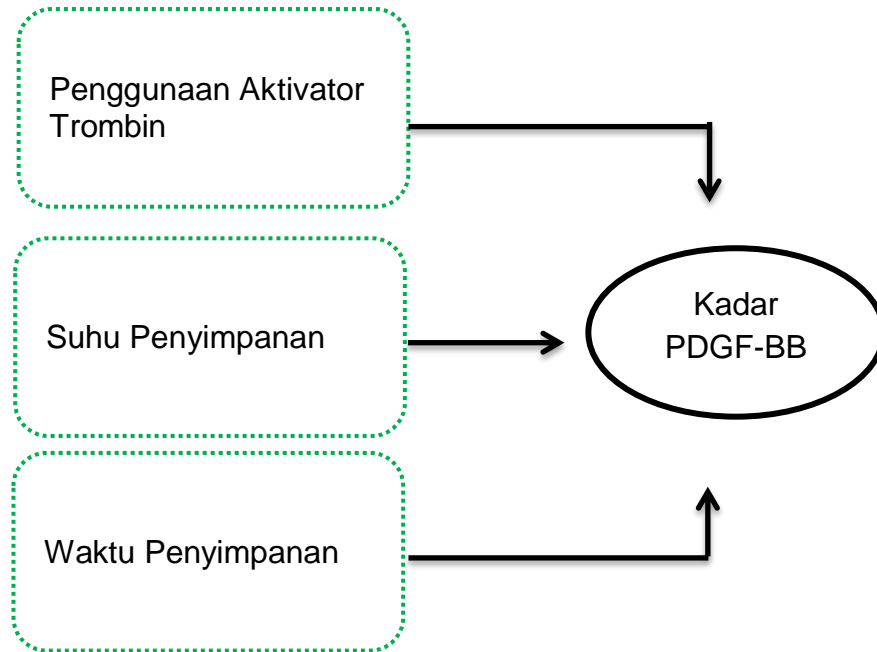 Penggunaan Aktivator
Trombin
Suhu Penyimpanan
Kadar
PDGF-BB
Waktu Penyimpanan